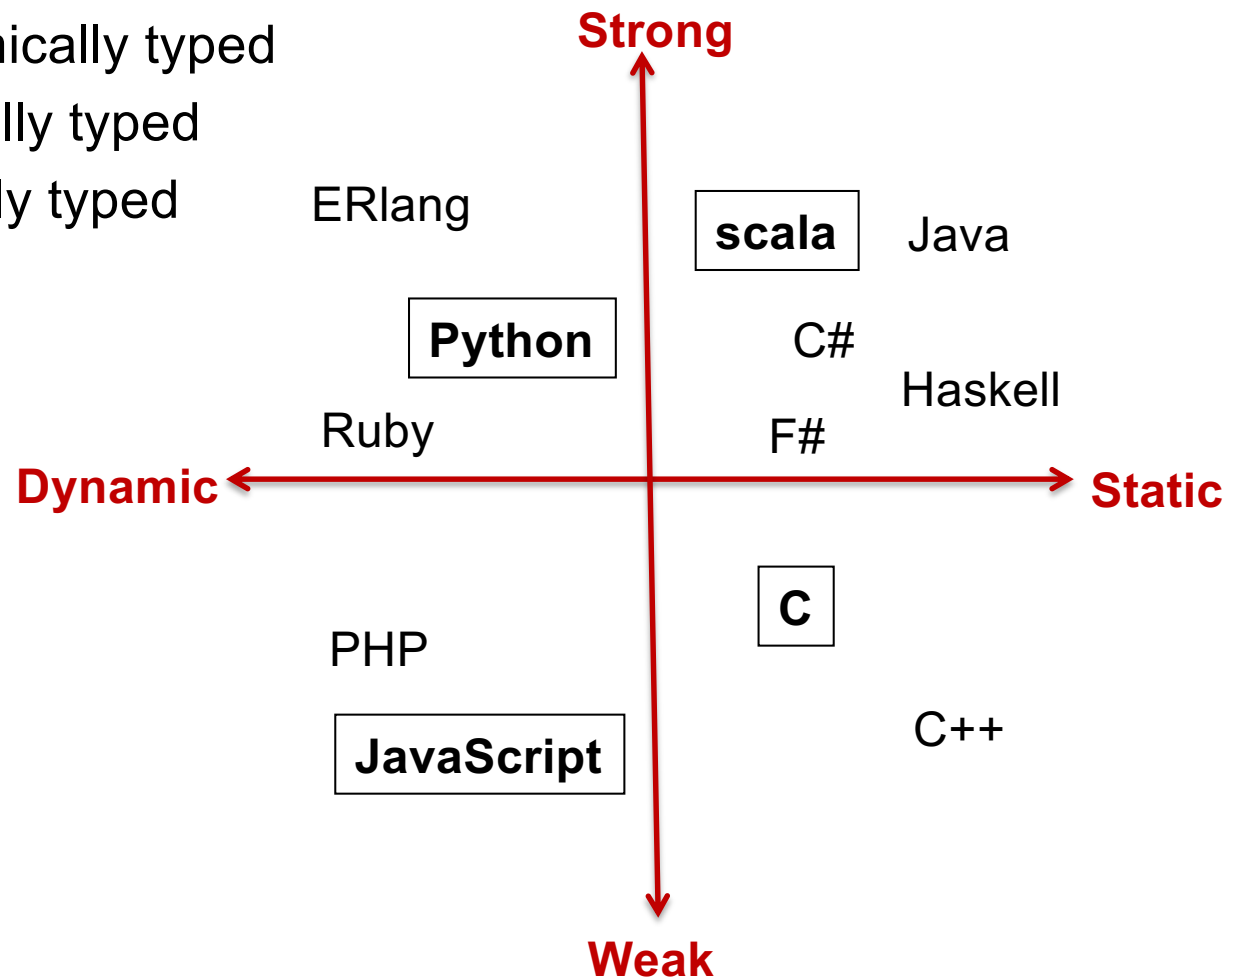 nically typed
Strong
lly typed
ly typed
ERlang
scala
Java
Python
C#
Haskell
Ruby
F#
Dynamic
Static
C
PHP
C++
JavaScript
Weak